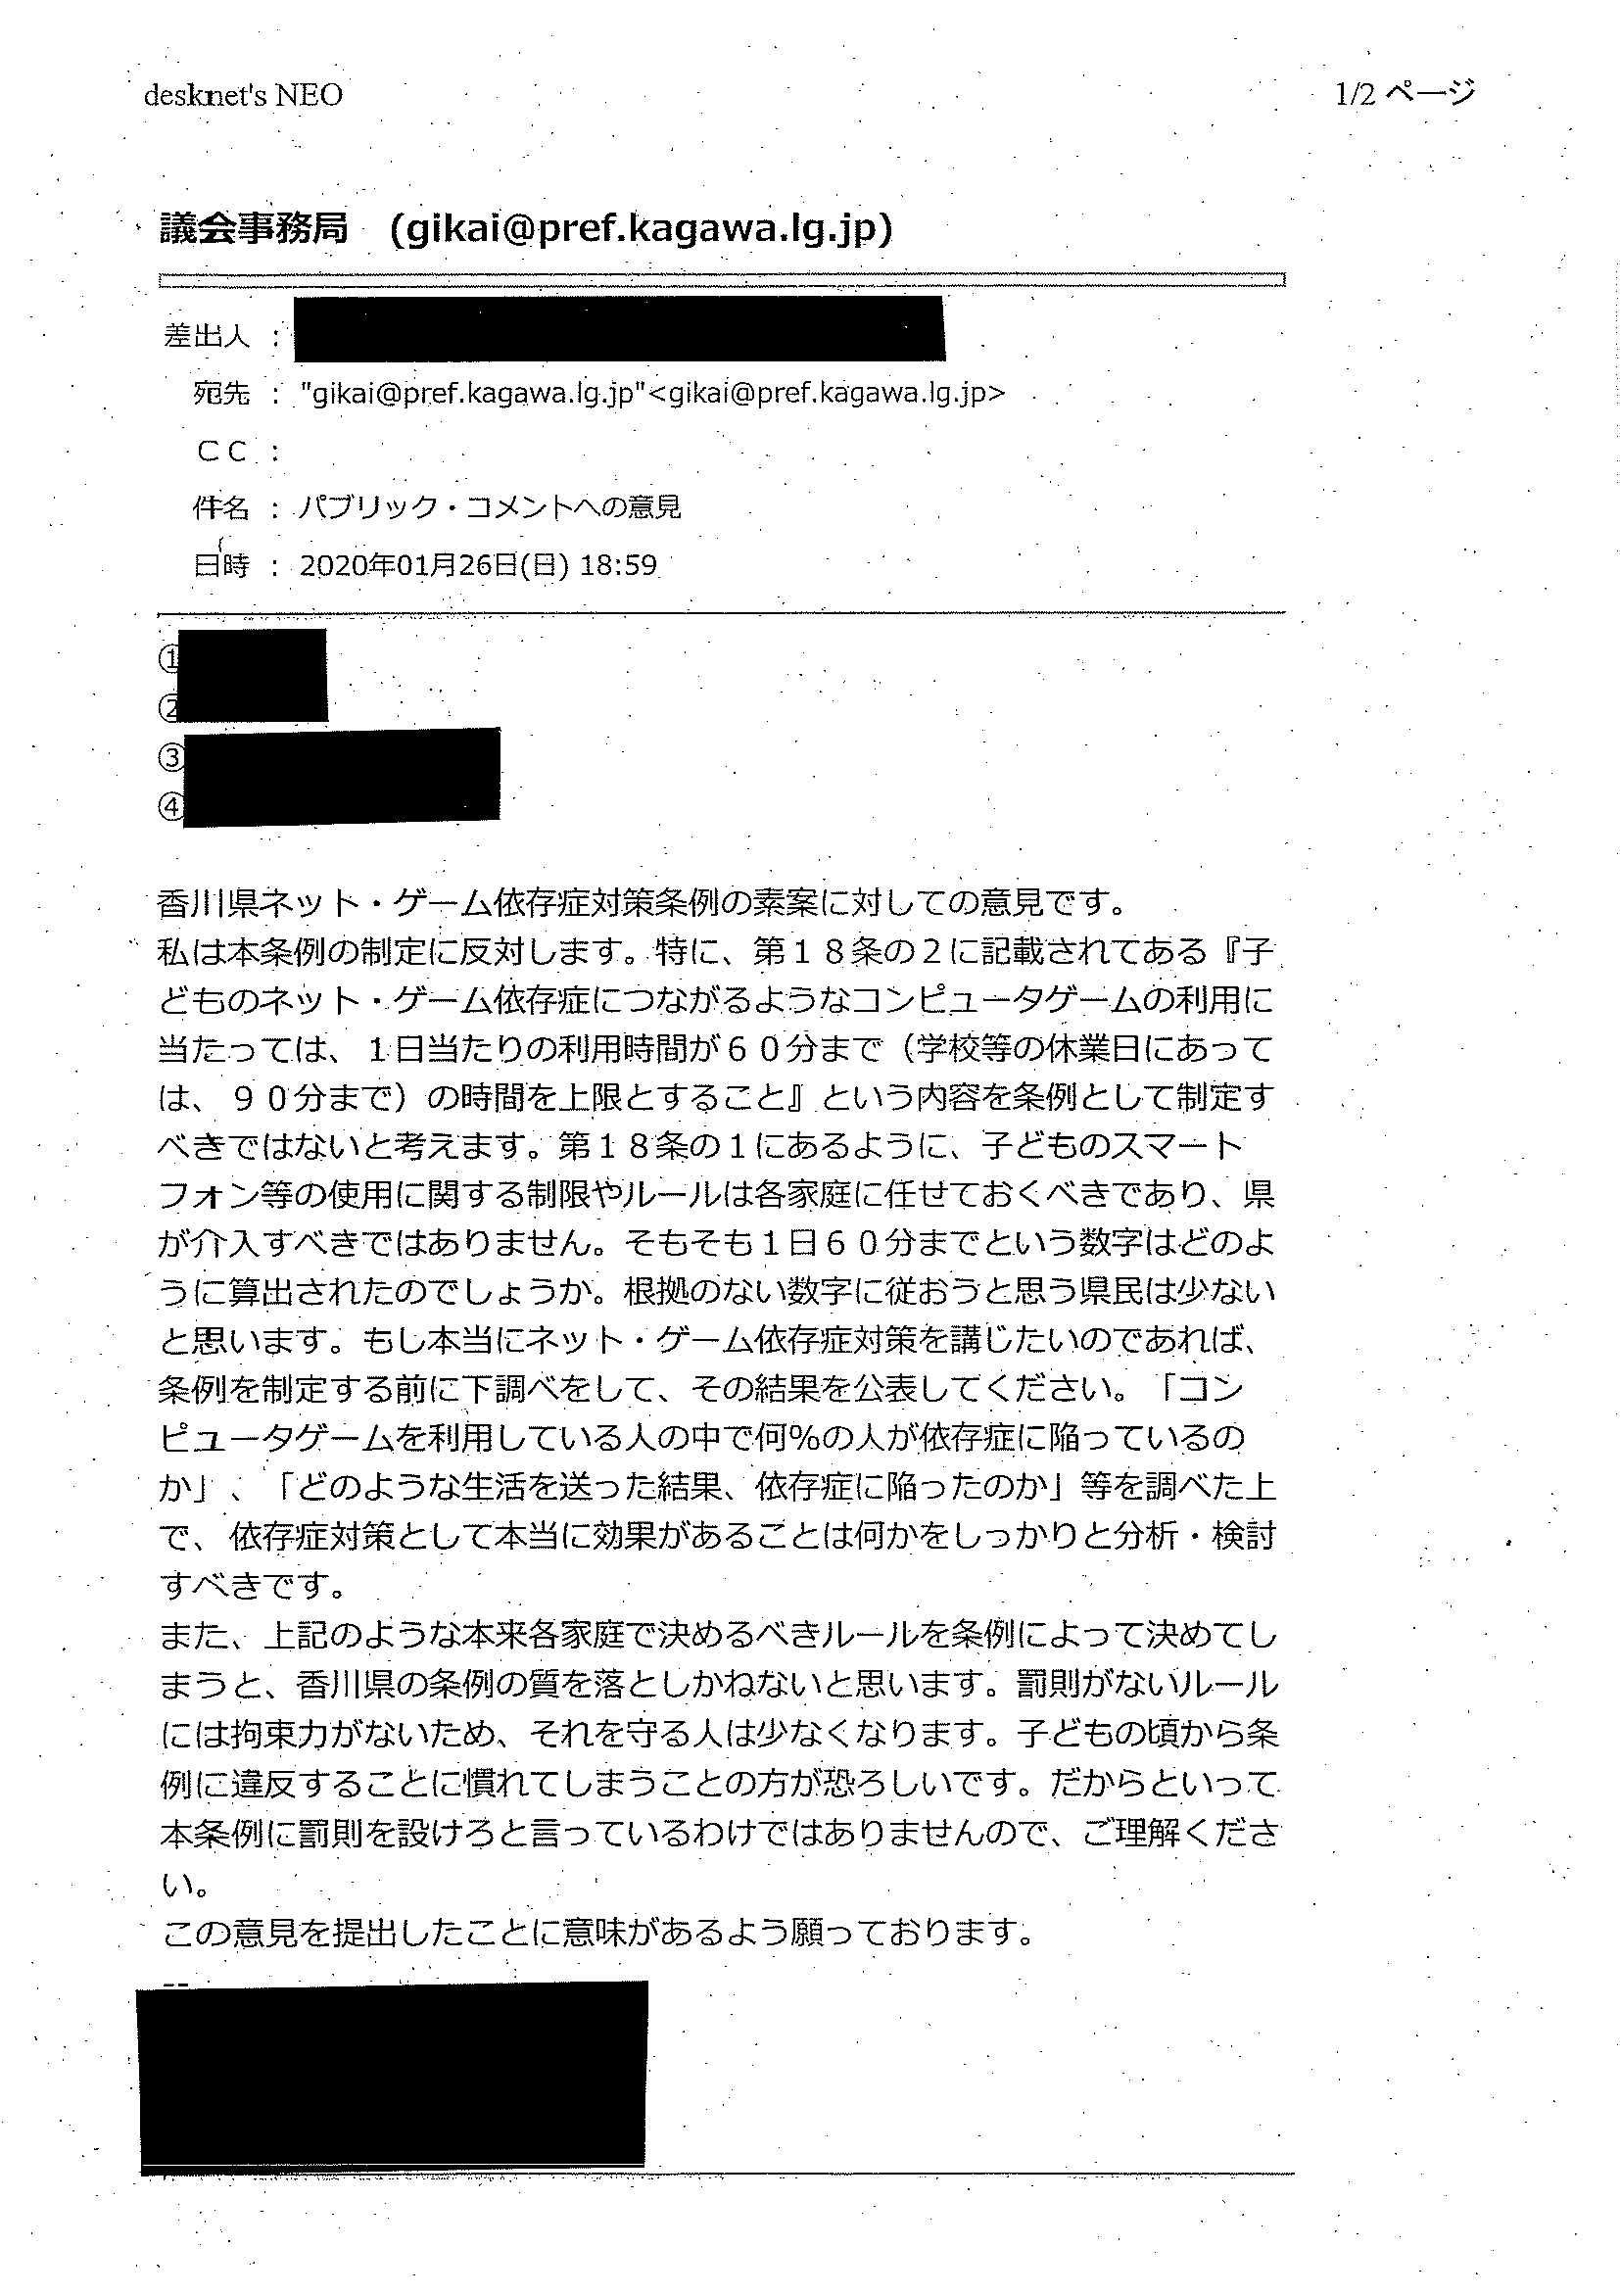 desknet's NEO
1/2 ページ
議会事務局　(gikai@pref.kagawa.lg.jp)
差出人 :
宛先 : "gikai@pref.kagawa.lg.jp"<gikai@pref.kagawa.lg.jp>
ＣＣ :
件名 : パブリック・コメントへの意見
日時 : 2020年01月26日(日) 18:59
①
②
③
④
香川県ネット・ゲーム依存症対策条例の素案に対しての意見です。
私は本条例の制定に反対します。特に、第１８条の２に記載されてある『子
どものネット・ゲーム依存症につながるようなコンピュータゲームの利用に
当たっては、１日当たりの利用時間が６０分まで（学校等の休業日にあって
は、９０分まで）の時間を上限とすること』という内容を条例として制定す
べきではないと考えます。第１８条の１にあるように、子どものスマート
フォン等の使用に関する制限やルールは各家庭に任せておくべきであり、県
が介入すべきではありません。そもそも１日６０分までという数字はどのよ
うに算出されたのでしょうか。根拠のない数字に従おうと思う県民は少ない
と思います。もし本当にネット・ゲーム依存症対策を講じたいのであれば、
条例を制定する前に下調べをして、その結果を公表してください。「コン
ピュータゲームを利用している人の中で何%の人が依存症に陥っているの
か」、「どのような生活を送った結果、依存症に陥ったのか」等を調べた上
で、依存症対策として本当に効果があることは何かをしっかりと分析・検討
すべきです。
また、上記のような本来各家庭で決めるべきルールを条例によって決めてし
まうと、香川県の条例の質を落としかねないと思います。罰則がないルール
には拘束力がないため、それを守る人は少なくなります。子どもの頃から条
例に違反することに慣れてしまうことの方が恐ろしいです。だからといって
本条例に罰則を設けろと言っているわけではありませんので、ご理解くださ
い。
この意見を提出したことに意味があるよう願っております。
--